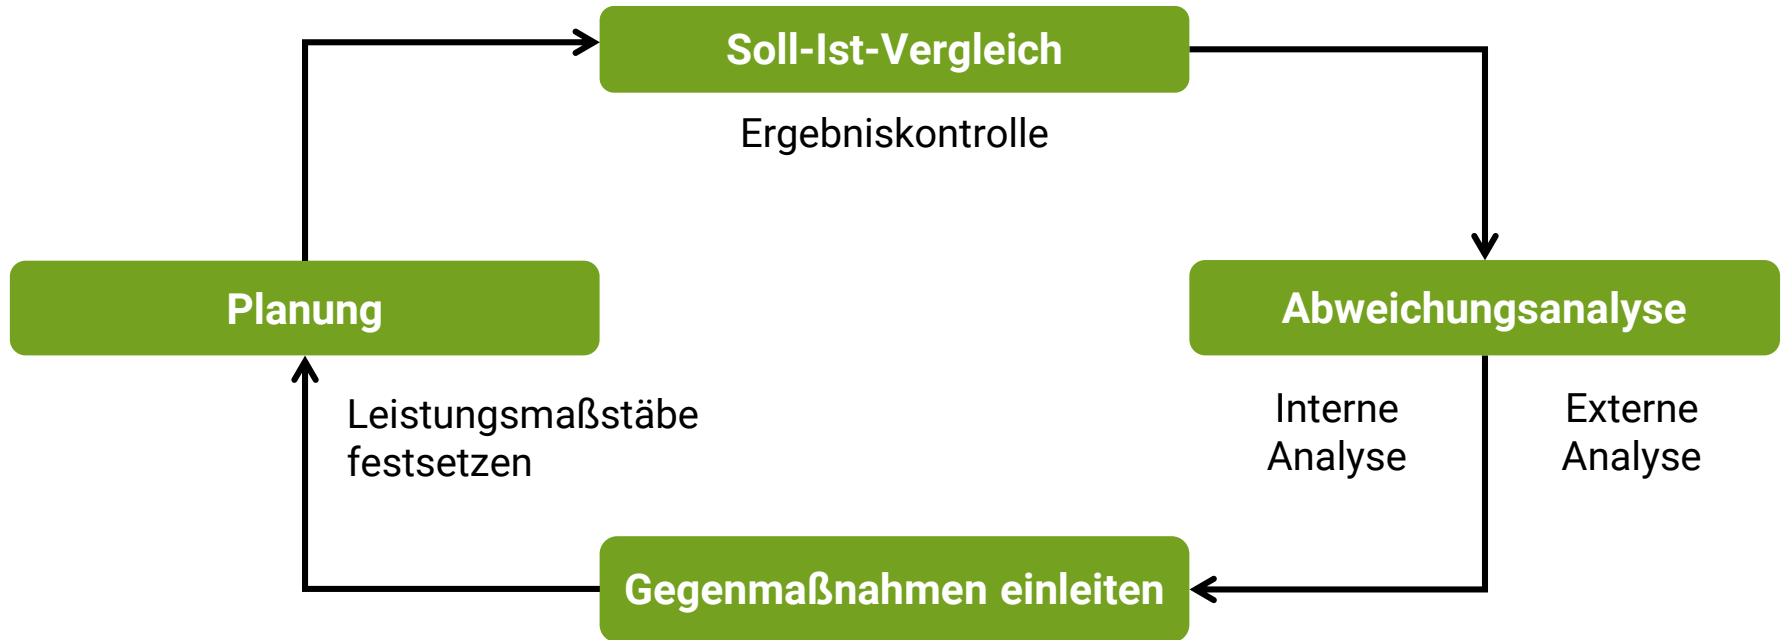 Soll-Ist-Vergleich
Ergebniskontrolle
Planung
Abweichungsanalyse
Leistungsmaßstäbe
festsetzen
Interne
Analyse
Externe
Analyse
Gegenmaßnahmen einleiten